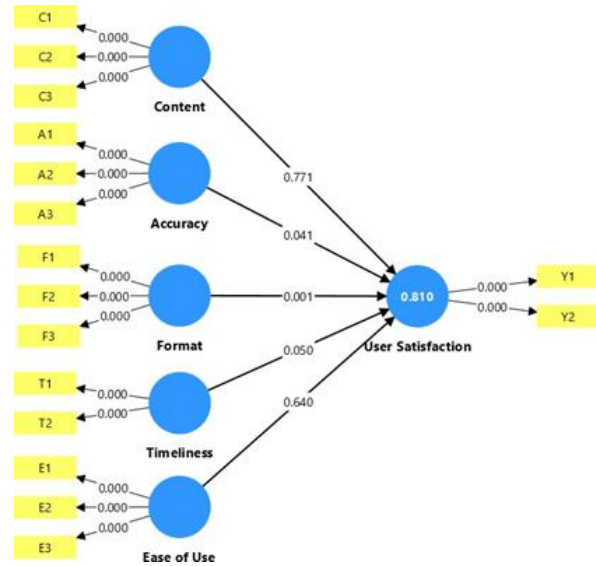 C1
0.000
C2
0.000
C3
0.000
Content
0.771
A1
0.000
A2
0.000
A3
0.000
Accuracy
0.041
F1
0.000
F2
0.000
F3
0.000
Format
0.001
T1
0.000
T2
0.000
Timeliness
0.050
E1
0.000
E2
0.000
E3
0.000
Ease of Use
0.640
0.810
User Satisfaction
0.000
Y1
0.000
Y2